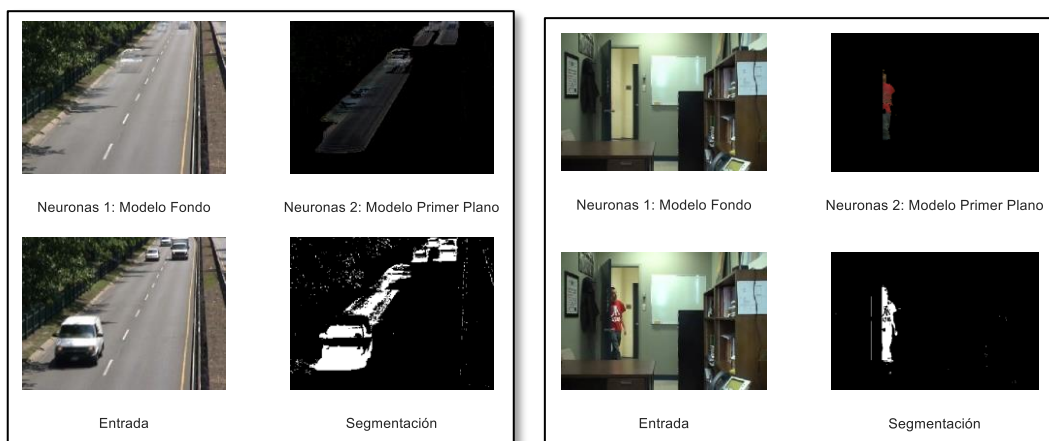 Neuronas 1: Modelo Fondo
Neuronas 2: Modelo Primer Plano
Entrada
Segmentación
Neuronas 1: Modelo Fondo
Neuronas 2: Modelo Primer Plano
Entrada
Segmentación